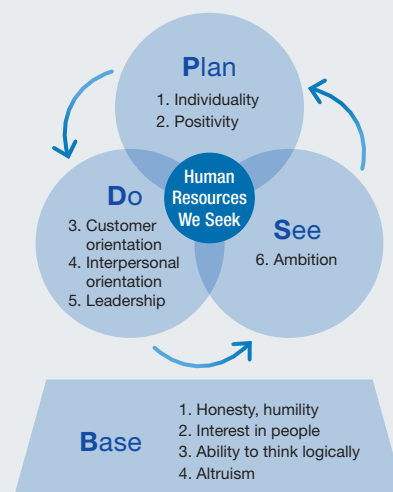 Plan
1. Individuality
2. Positivity
Human
Resources
We Seek
Do
3. Customer
orientation
4. Interpersonal
orientation
5. Leadership
See
6. Ambition
Base
1. Honesty, humility
2. Interest in people
3. Ability to think logically
4. Altruism